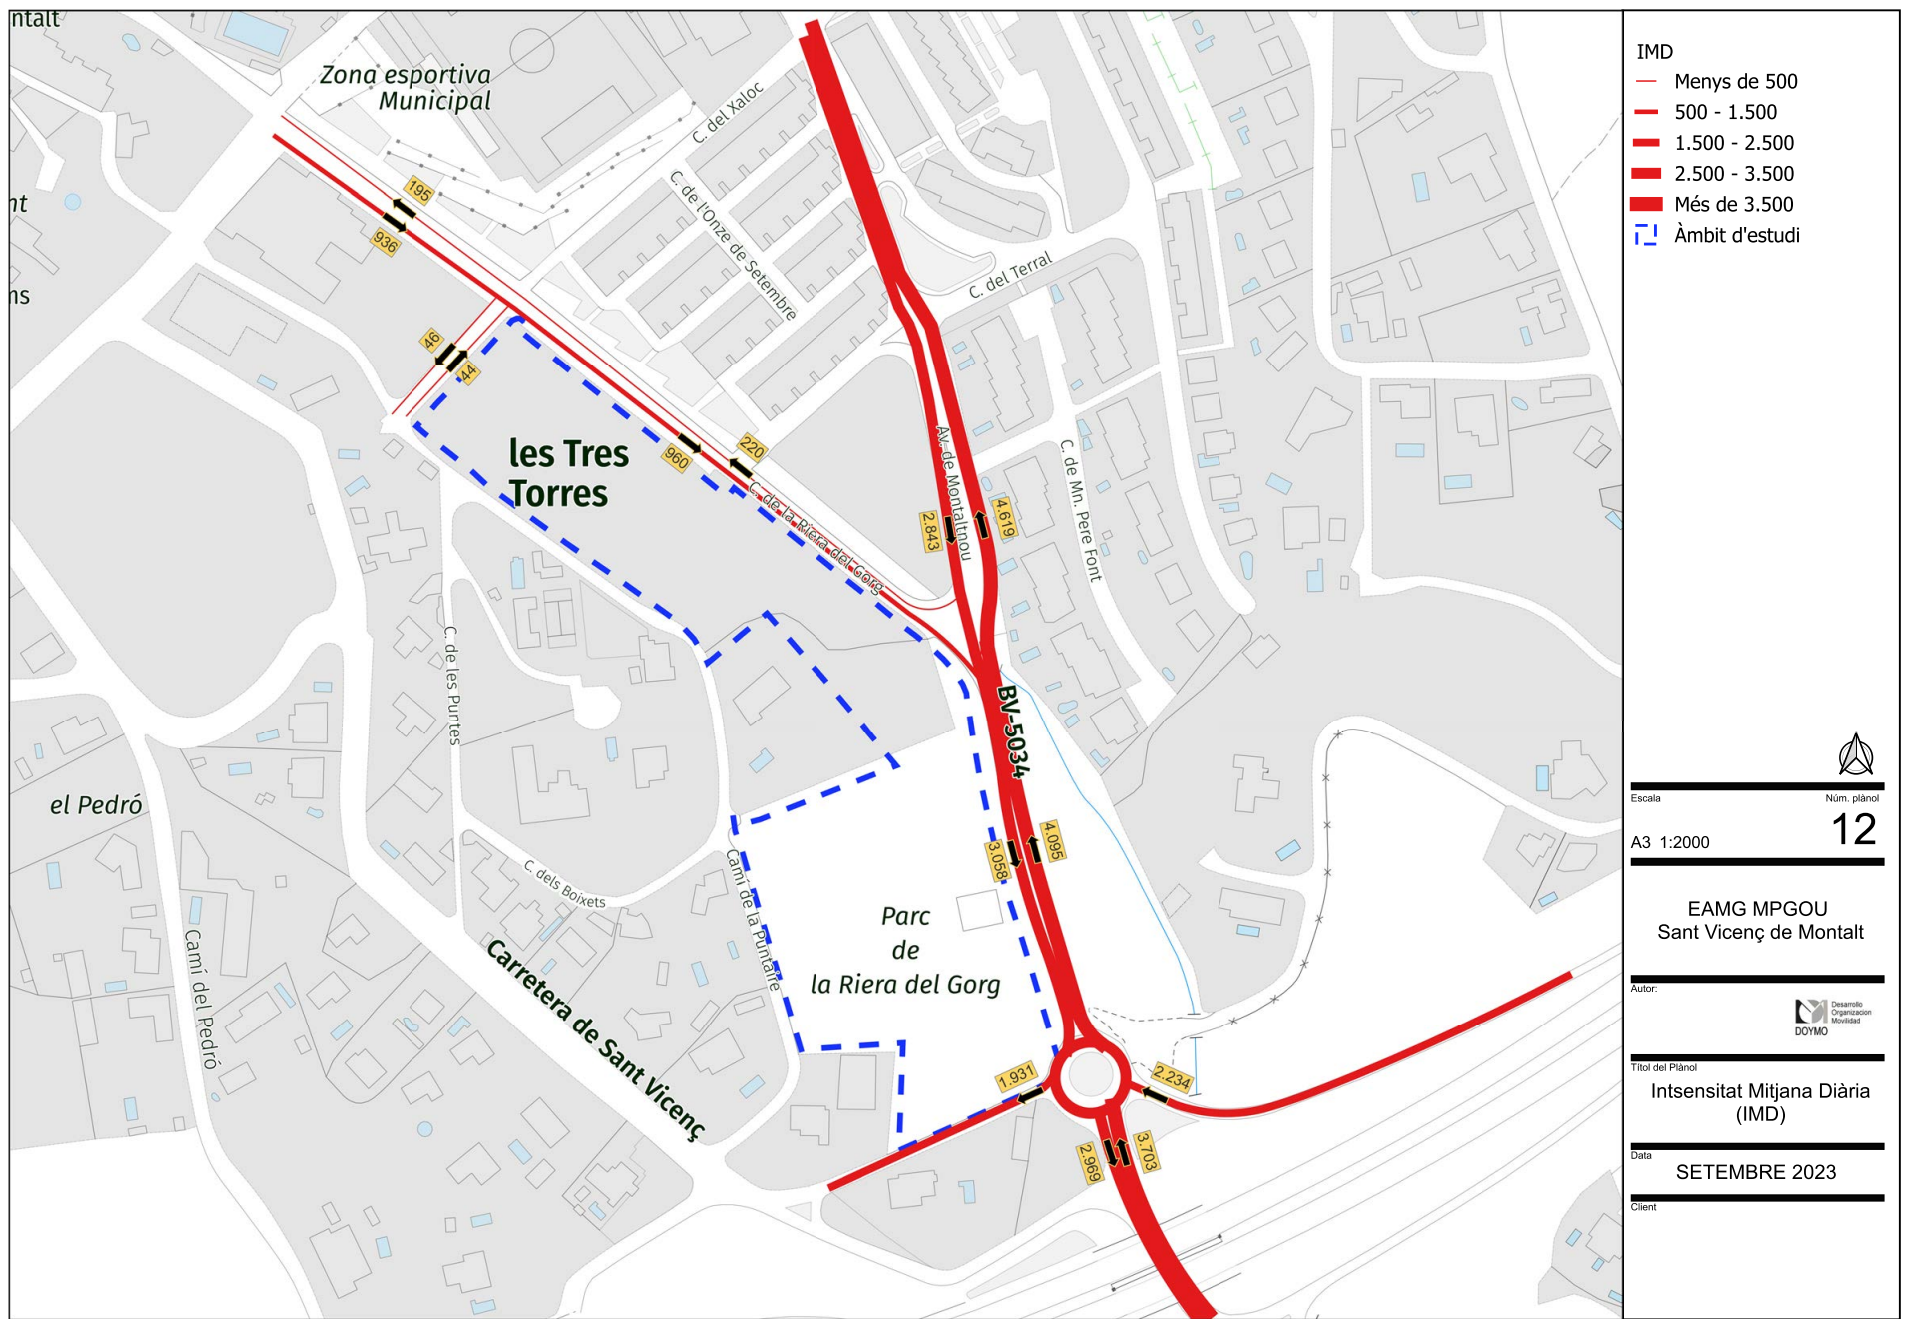 ntalt
Zona esportiva
Municipal
C. del Xaloc
C. de l'Onze de Setembre
nt
ns
195
936
C. del Terral
46
44
les Tres
Torres
960
220
C. de la Riera del Gorg
Av. de Montaltnou
2.843
4.619
C. de Mn. Pere Font
C. de les Puntes
BV-5034
el Pedró
3.058
4.095
C. dels Boixets
Camí de la Puntaire
Parc
de
la Riera del Gorg
Camí del Pedró
Carretera de Sant Vicenç
1.931
2.234
2.969
3.703
IMD
Menys de 500
500 - 1.500
1.500 - 2.500
2.500 - 3.500
Més de 3.500
Àmbit d'estudi
Escala
Núm. plànol
A3 1:2000
12
EAMG MPGOU
Sant Vicenç de Montalt
Autor:
DOYMO
Desarrollo
Organizacion
Movilidad
Títol del Plànol
Intsensitat Mitjana Diària
(IMD)
Data
SETEMBRE 2023
Client